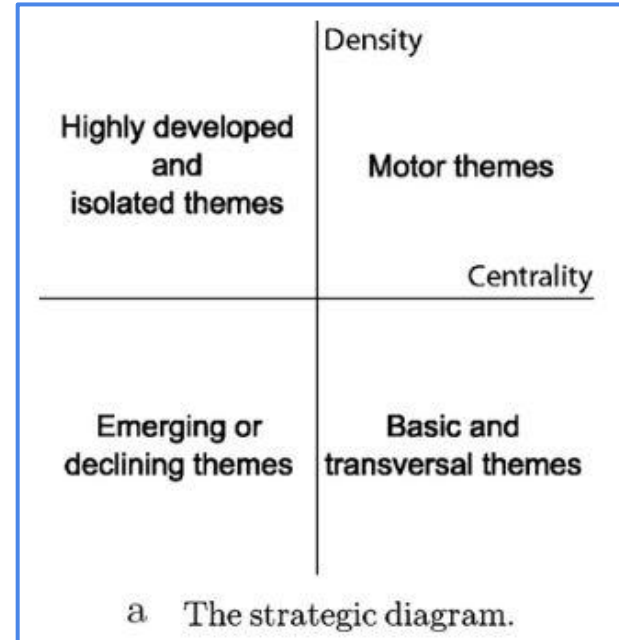 Density
Highly developed
and
isolated themes
Motor themes
Centrality
Emerging or
declining themes
Basic and
transversal themes
a The strategic diagram.